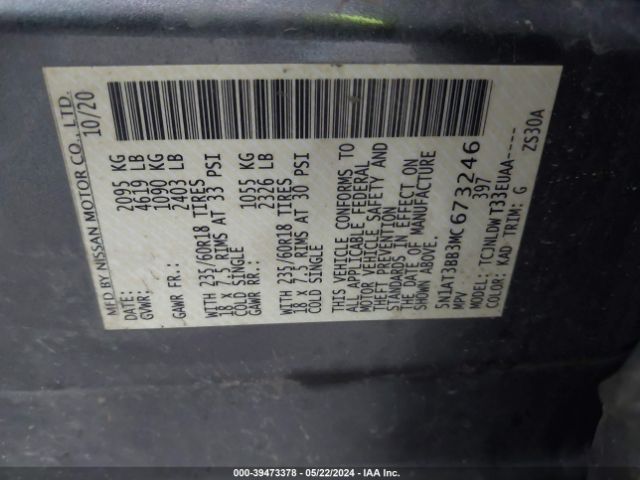 MFD BY NISSAN MOTOR CO., LTD.
DATE: 10/20
GVWR: 2095 KG
4619 LB
GAWR FR.: 1090 KG
2403 LB
WITH 235/60R18 TIRES
18 X 7.5 RIMS AT 33 PSI
COLD SINGLE
GAWR RR.: 1055 KG
2326 LB
WITH 235/60R18 TIRES
18 X 7.5 RIMS AT 30 PSI
COLD SINGLE
THIS VEHICLE CONFORMS TO
ALL APPLICABLE FEDERAL
MOTOR VEHICLE SAFETY AND
THEFT PREVENTION
STANDARDS IN EFFECT ON
THE DATE OF MANUFACTURE
SHOWN ABOVE.
5N1AT3BB3MC673246
MPV 397
MODEL: TCJNLDWT33EUAA----
COLOR: KAD TRIM: G
ZS30A
000-39473378 - 05/22/2024 - IAA Inc.